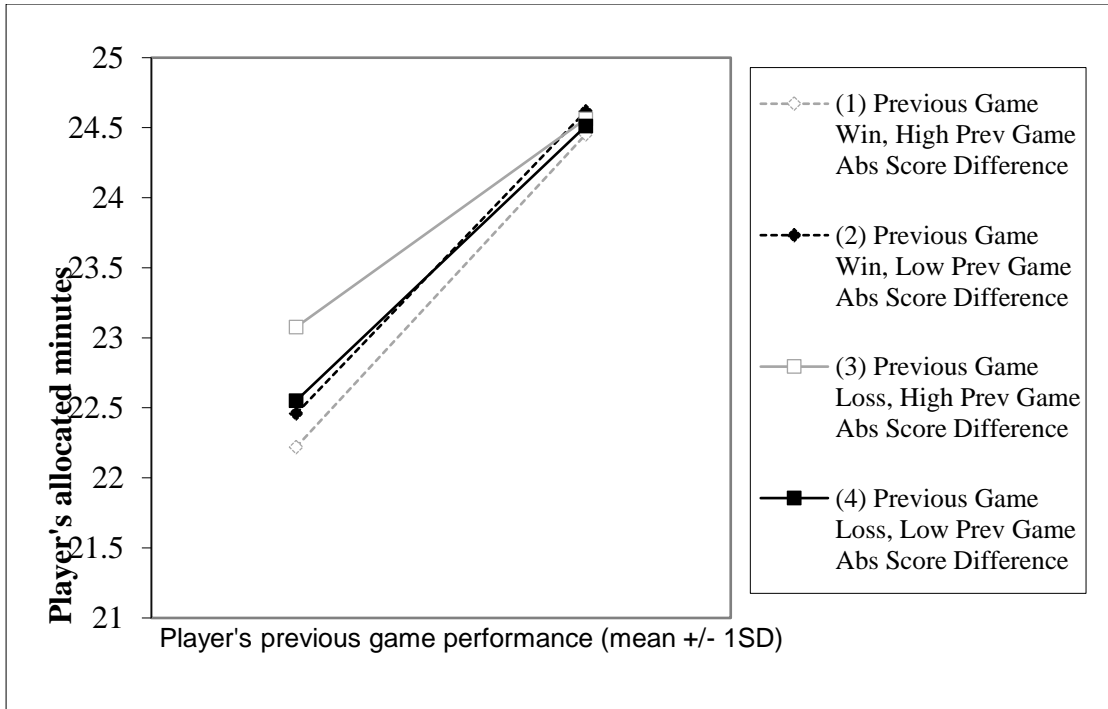 25
24.5
24
23.5
23
22.5
22
21.5
21
Player's allocated minutes
Player's previous game performance (mean +/- 1SD)
(1) Previous Game
Win, High Prev Game
Abs Score Difference
(2) Previous Game
Win, Low Prev Game
Abs Score Difference
(3) Previous Game
Loss, High Prev Game
Abs Score Difference
(4) Previous Game
Loss, Low Prev Game
Abs Score Difference